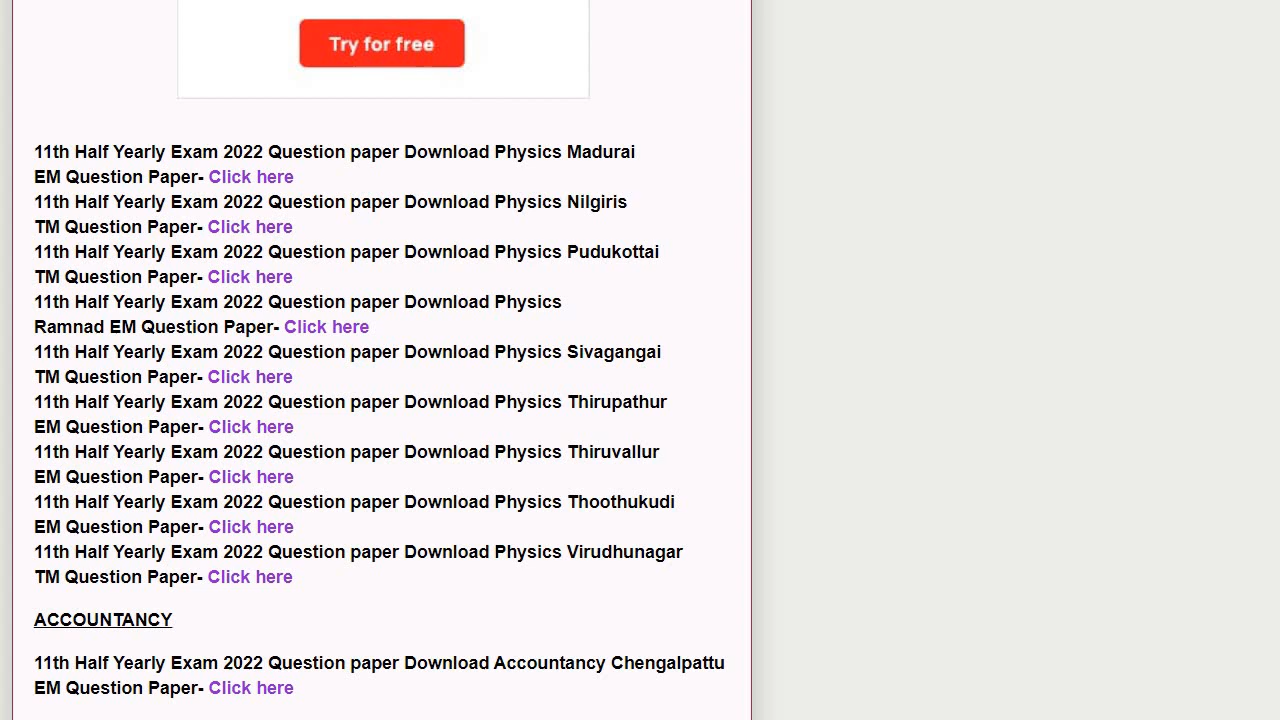 Try for free
11th Half Yearly Exam 2022 Question paper Download Physics Madurai
EM Question Paper- Click here
11th Half Yearly Exam 2022 Question paper Download Physics Nilgiris
TM Question Paper- Click here
11th Half Yearly Exam 2022 Question paper Download Physics Pudukottai
TM Question Paper- Click here
11th Half Yearly Exam 2022 Question paper Download Physics
Ramnad EM Question Paper- Click here
11th Half Yearly Exam 2022 Question paper Download Physics Sivagangai
TM Question Paper- Click here
11th Half Yearly Exam 2022 Question paper Download Physics Thirupathur
EM Question Paper- Click here
11th Half Yearly Exam 2022 Question paper Download Physics Thiruvallur
EM Question Paper- Click here
11th Half Yearly Exam 2022 Question paper Download Physics Thoothukudi
EM Question Paper- Click here
11th Half Yearly Exam 2022 Question paper Download Physics Virudhunagar
TM Question Paper- Click here
ACCOUNTANCY
11th Half Yearly Exam 2022 Question paper Download Accountancy Chengalpattu
EM Question Paper- Click here